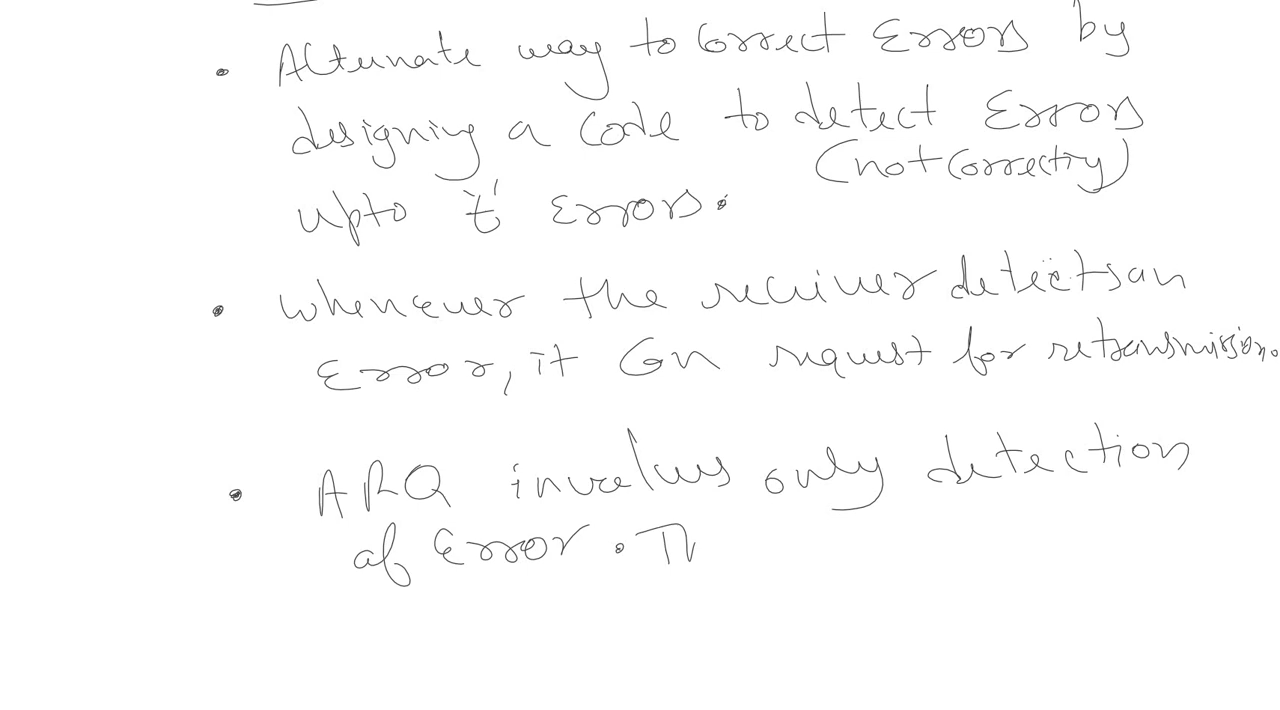 • Alternate way to correct Errors by
designing a code to detect Errors
(not correcting)
upto 't' Errors.
• Whenever the receiver detects an
Error, it can request for retransmission.
• ARQ involves only detection
of Error. Th